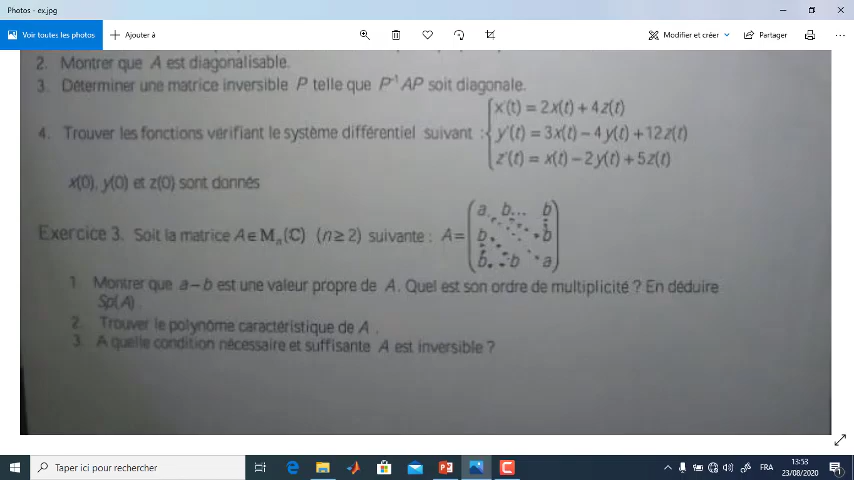 Photos - ex.jpg
Voir toutes les photos
Ajouter à
Modifier et créer
Partager
2. Montrer que A est diagonalisable.
3. Déterminer une matrice inversible P telle que P⁻¹AP soit diagonale.
4. Trouver les fonctions vérifiant le système différentiel suivant :
x'(t) = 2x(t) + 4z(t)
y'(t) = 3x(t) − 4y(t) + 12z(t)
z'(t) = x(t) − 2y(t) + 5z(t)
x(0), y(0) et z(0) sont donnés
Exercice 3. Soit la matrice A ∈ Mₙ(ℂ) (n ≥ 2) suivante : A =
a b... b
b b
b b a
1. Montrer que a − b est une valeur propre de A. Quel est son ordre de multiplicité ? En déduire
Sp(A).
2. Trouver le polynôme caractéristique de A .
3. A quelle condition nécessaire et suffisante A est inversible ?
Taper ici pour rechercher
FRA
13:53
23/08/2020